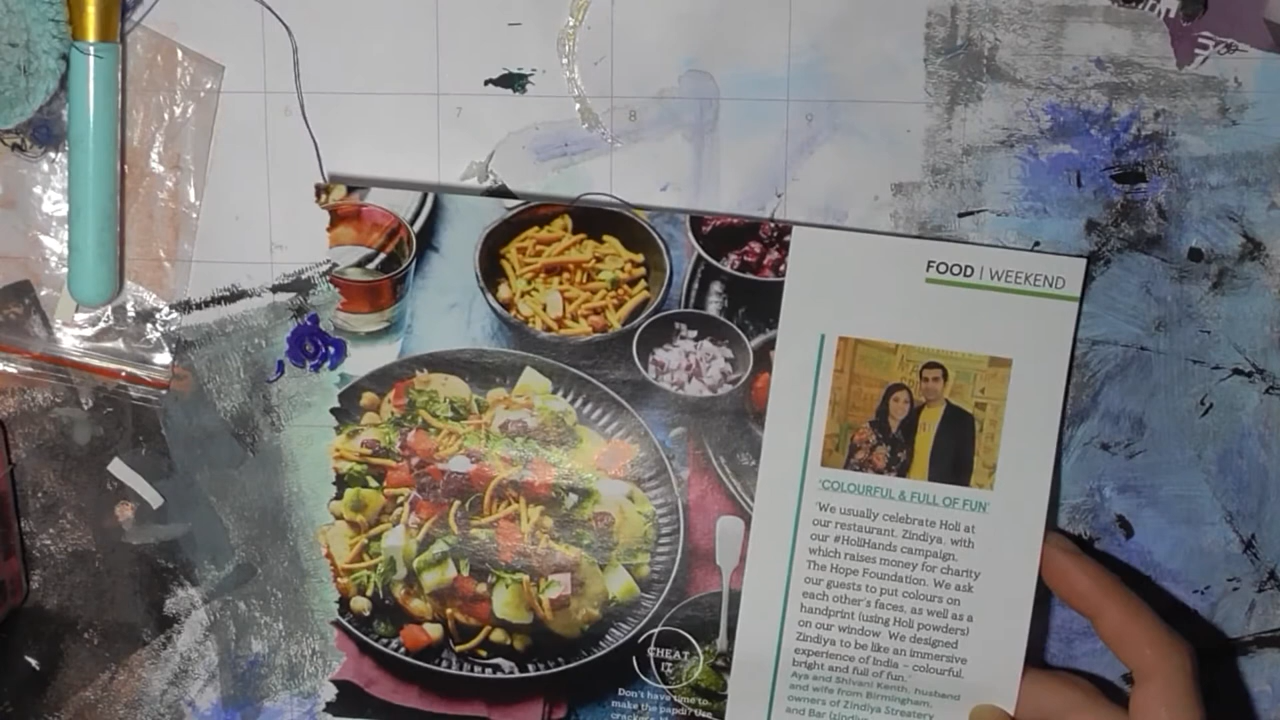 6
7
8
9
FOOD | WEEKEND
'COLOURFUL & FULL OF FUN'
'We usually celebrate Holi at
our restaurant, Zindiya, with
our #HoliHands campaign,
which raises money for charity
The Hope Foundation. We ask
our guests to put colours on
each other's faces, as well as a
handprint (using Holi powders)
on our window. We designed
Zindiya to be like an immersive
experience of India – colourful,
bright and full of fun.'
Aya and Shivani Kenth, husband
and wife from Birmingham,
owners of Zindiya Streatery
and Bar
CHEAT
IT
Don't have time to
make the papdi? Use